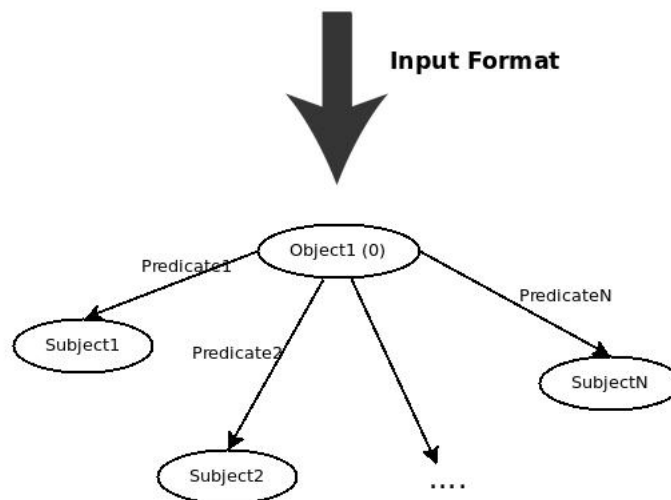 Input Format
Object1 (0)
Predicate1
PredicateN
Subject1
Predicate2
SubjectN
Subject2
....